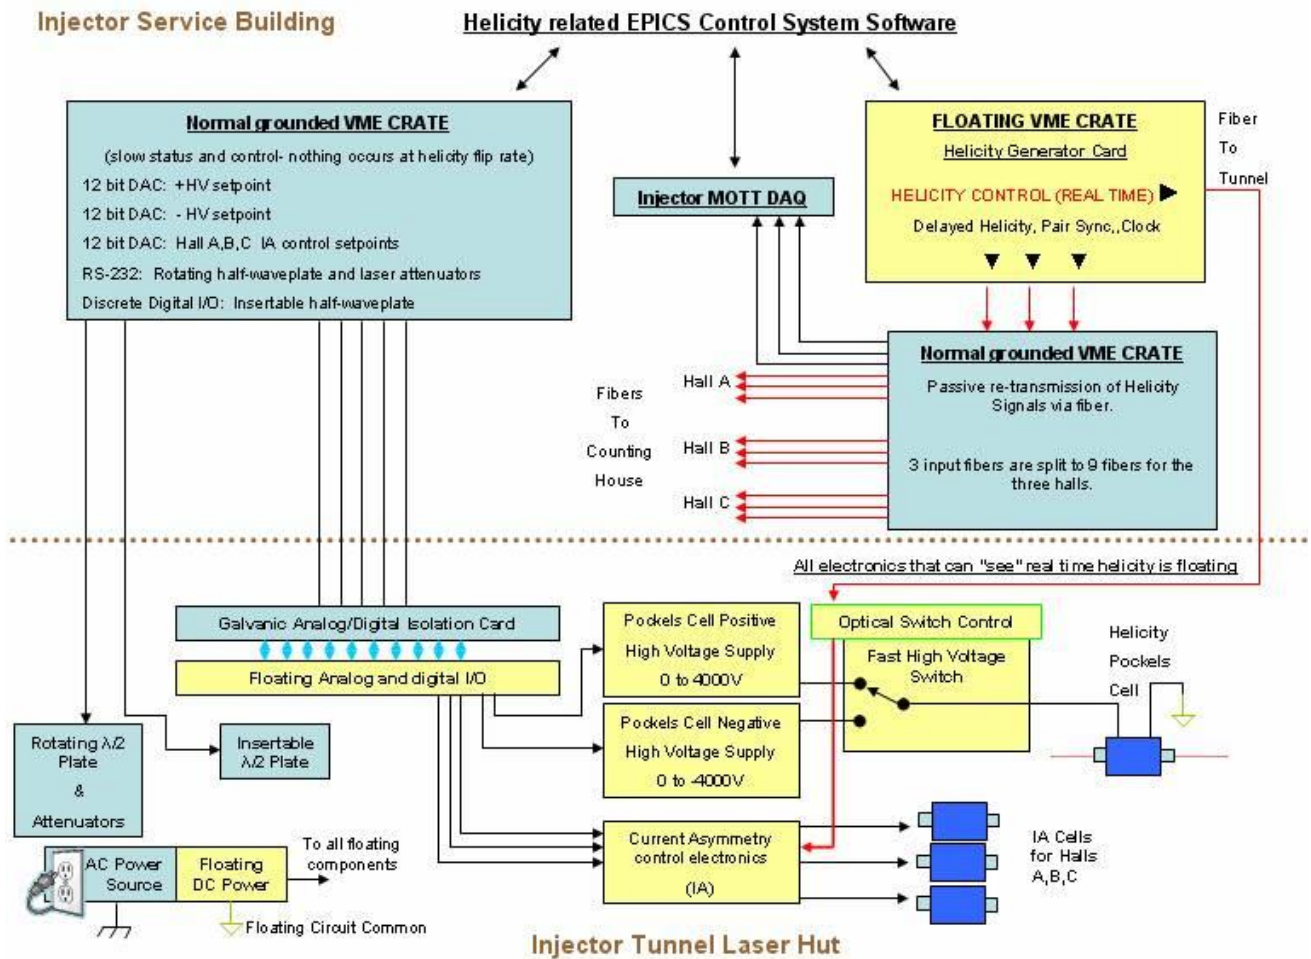 Injector Service Building
Helicity related EPICS Control System Software
Normal grounded VME CRATE
(slow status and control- nothing occurs at helicity flip rate)
12 bit DAC: +HV setpoint
12 bit DAC: - HV setpoint
12 bit DAC: Hall A,B,C IA control setpoints
RS-232: Rotating half-waveplate and laser attenuators
Discrete Digital I/O: Insertable half-waveplate
Injector MOTT DAQ
FLOATING VME CRATE
Helicity Generator Card
HELICITY CONTROL (REAL TIME)
Delayed Helicity, Pair Sync,,Clock
Fiber
To
Tunnel
Normal grounded VME CRATE
Passive re-transmission of Helicity
Signals via fiber.
3 input fibers are split to 9 fibers for the
three halls.
Fibers
To
Counting
House
Hall A
Hall B
Hall C
All electronics that can "see" real time helicity is floating
Galvanic Analog/Digital Isolation Card
Floating Analog and digital I/O
Pockels Cell Positive
High Voltage Supply
0 to 4000V
Pockels Cell Negative
High Voltage Supply
0 to -4000V
Optical Switch Control
Fast High Voltage
Switch
Helicity
Pockels
Cell
Rotating λ/2
Plate
&
Attenuators
Insertable
λ/2 Plate
Current Asymmetry
control electronics
(IA)
IA Cells
for Halls
A,B,C
AC Power
Source
Floating
DC Power
To all floating
components
Floating Circuit Common
Injector Tunnel Laser Hut